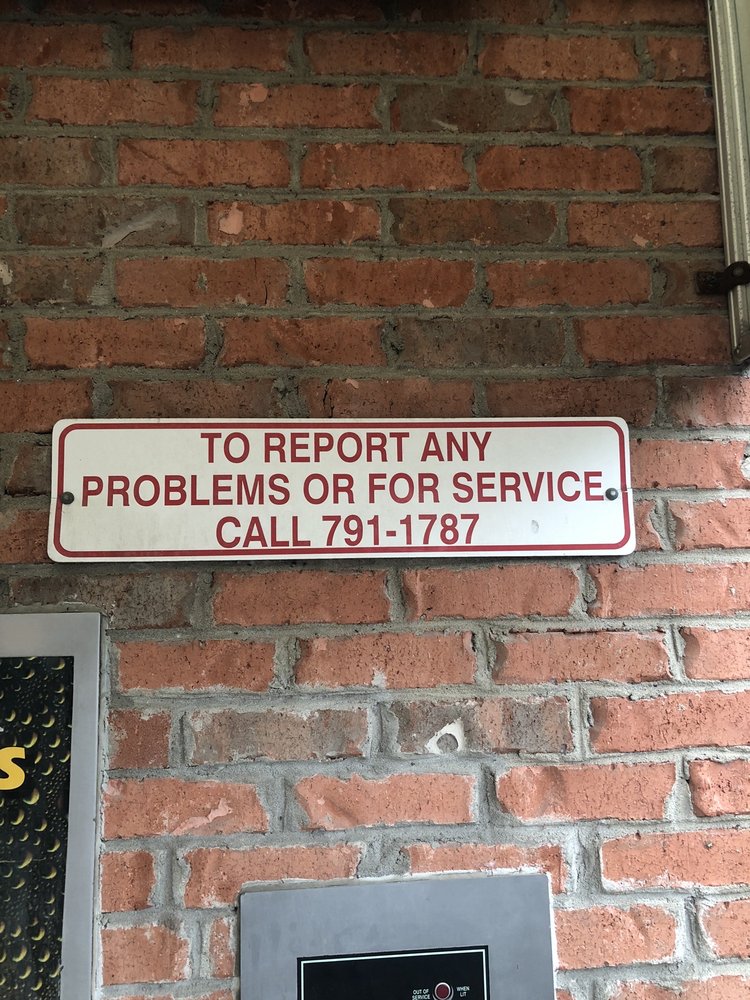 TO REPORT ANY
PROBLEMS OR FOR SERVICE
CALL 791-1787
S
OUT OF SERVICE WHEN LIT